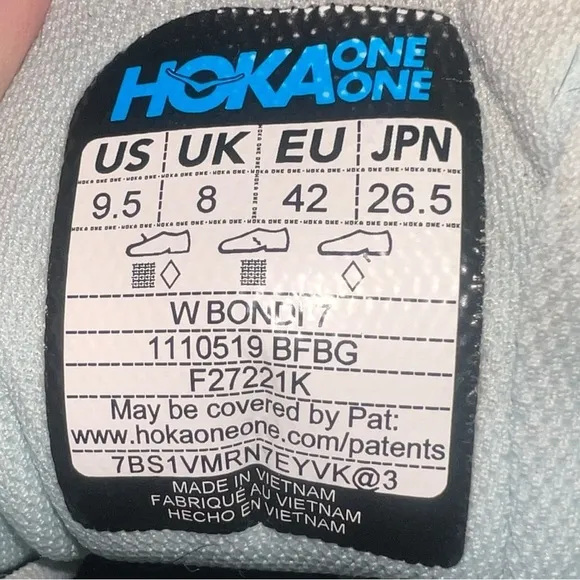 HOKA ONE ONE
US UK EU JPN
9.5 8 42 26.5
W BONDI 7
1110519 BFBG
F27221K
May be covered by Pat:
www.hokaoneone.com/patents
7BS1VMRN7EYVK@3
MADE IN VIETNAM
FABRIQUÉ AU VIETNAM
HECHO EN VIETNAM